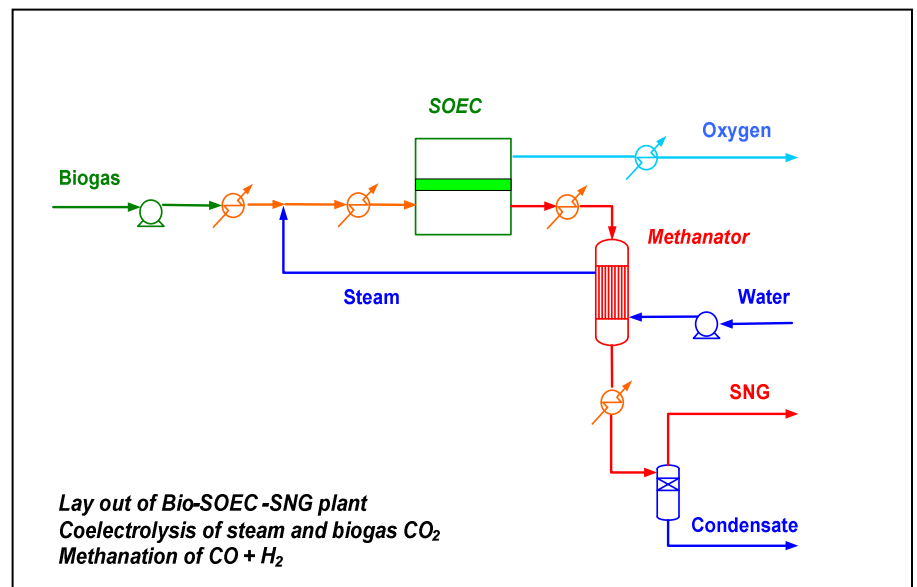 SOEC
Oxygen
Biogas
Methanator
Steam
Water
SNG
Lay out of Bio-SOEC -SNG plant
Coelectrolysis of steam and biogas CO₂
Methanation of CO + H₂
Condensate